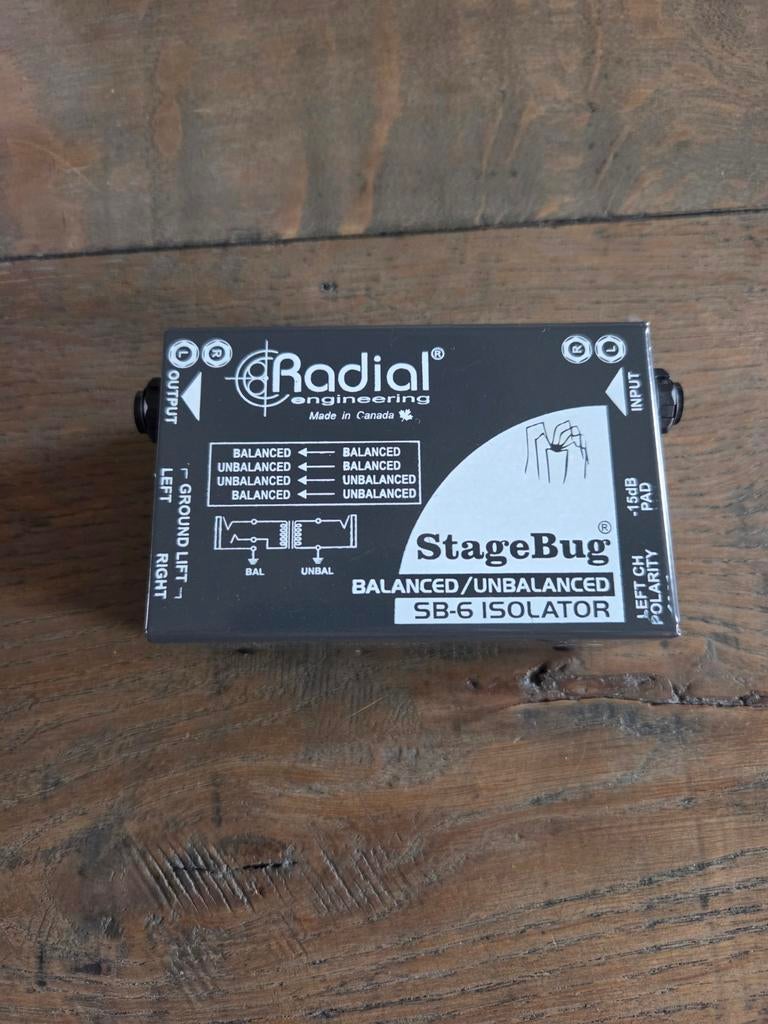 L R
OUTPUT
GROUND LIFT
LEFT RIGHT
Radial®
engineering
Made in Canada
BALANCED ← BALANCED
UNBALANCED ← BALANCED
UNBALANCED ← UNBALANCED
BALANCED ← UNBALANCED
BAL UNBAL
R L
INPUT
-15dB
PAD
LEFT CH
POLARITY
StageBug®
BALANCED/UNBALANCED
SB-6 ISOLATOR